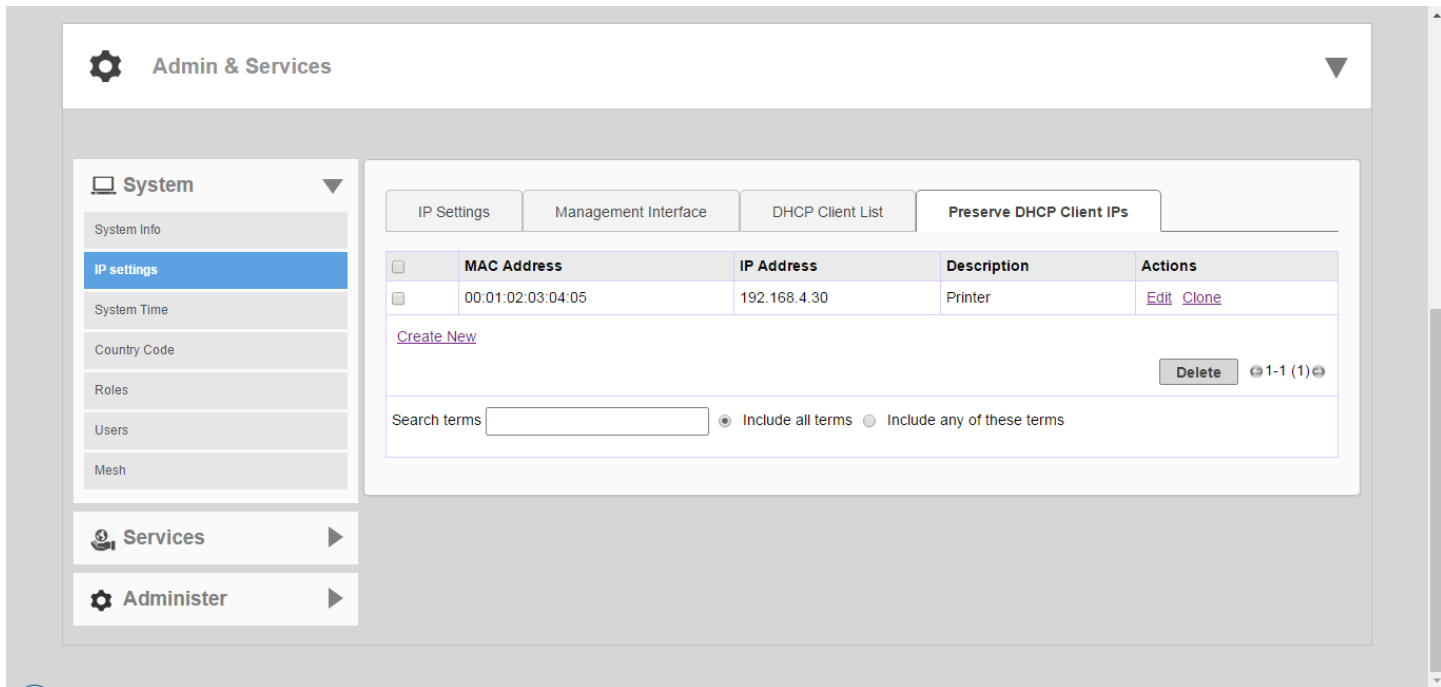 Admin & Services
System
System Info
IP settings
System Time
Country Code
Roles
Users
Mesh
Services
Administer
IP Settings Management Interface DHCP Client List Preserve DHCP Client IPs
MAC Address IP Address Description Actions
00:01:02:03:04:05 192.168.4.30 Printer Edit Clone
Create New
Delete 1-1 (1)
Search terms Include all terms Include any of these terms